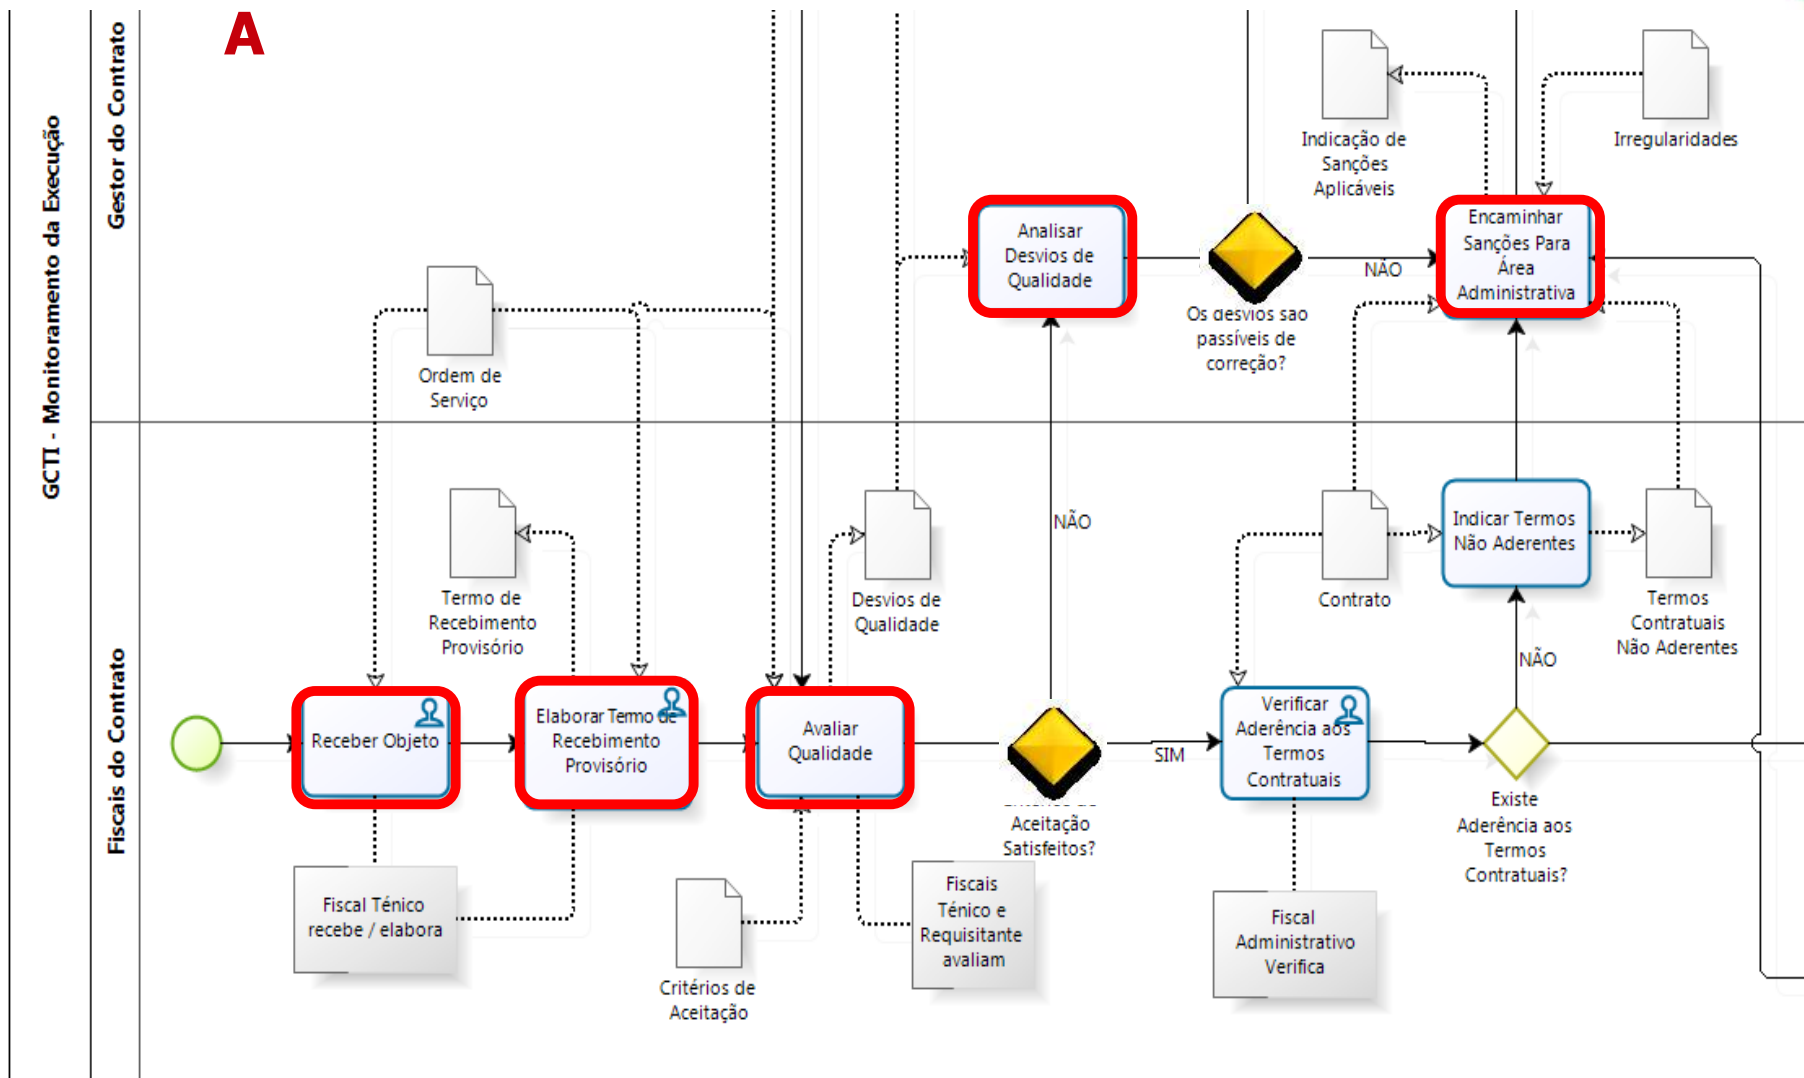 A
GCTI - Monitoramento da Execução
Gestor do Contrato
Indicação de
Sanções
Aplicáveis
Irregularidades
Analisar
Desvios de
Qualidade
Encaminhar
Sanções Para
Área
Administrativa
NÃO
Os desvios são
passíveis de
correção?
Ordem de
Serviço
Fiscais do Contrato
Termo de
Recebimento
Provisório
Desvios de
Qualidade
NÃO
Contrato
Indicar Termos
Não Aderentes
Termos
Contratuais
Não Aderentes
NÃO
Receber Objeto
Elaborar Termo de
Recebimento
Provisório
Avaliar
Qualidade
SIM
Verificar
Aderência aos
Termos
Contratuais
Aceitação
Satisfeitos?
Existe
Aderência aos
Termos
Contratuais?
Fiscal Ténico
recebe / elabora
Critérios de
Aceitação
Fiscais
Ténico e
Requisitante
avaliam
Fiscal
Administrativo
Verifica